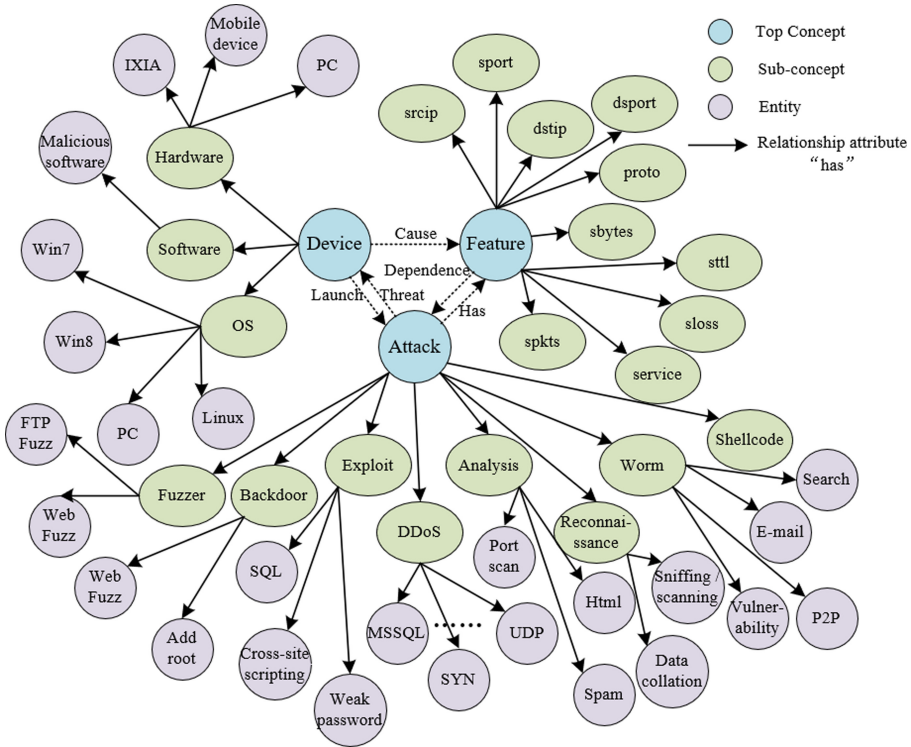 Mobile
device
IXIA
PC
Hardware
Malicious
software
Software
Win7
OS
Win8
PC
Linux
Device
Cause
Feature
Dependence
Launch
Threat
Has
Attack
sport
srcip
dstip
dsport
proto
sbytes
sttl
sloss
service
spkts
Top Concept
Sub-concept
Entity
Relationship attribute
“has”
FTP
Fuzz
Web
Fuzz
Fuzzer
Backdoor
Web
Fuzz
Add
root
Exploit
SQL
Cross-site
scripting
Weak
password
DDoS
MSSQL
......
SYN
UDP
Analysis
Port
scan
Html
Spam
Reconnai-
ssance
Sniffing /
scanning
Data
collation
Worm
Search
E-mail
Vulner-
ability
P2P
Shellcode